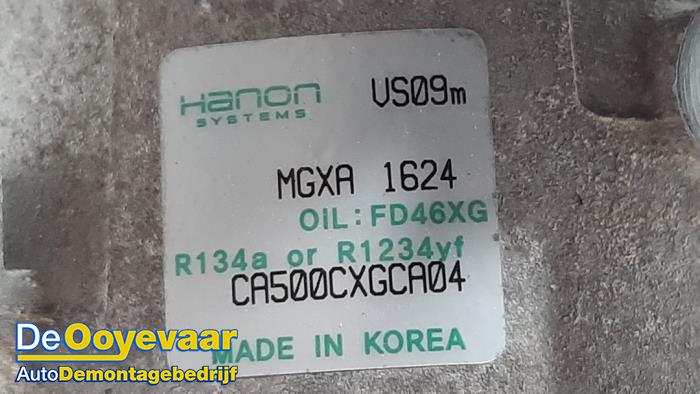 Hanon VS09m
SYSTEMS
MGXA 1624
OIL: FD46XG
R134a or R1234yf
CA500CXGCA04
MADE IN KOREA
De Ooyevaar
AutoDemontagebedrijf